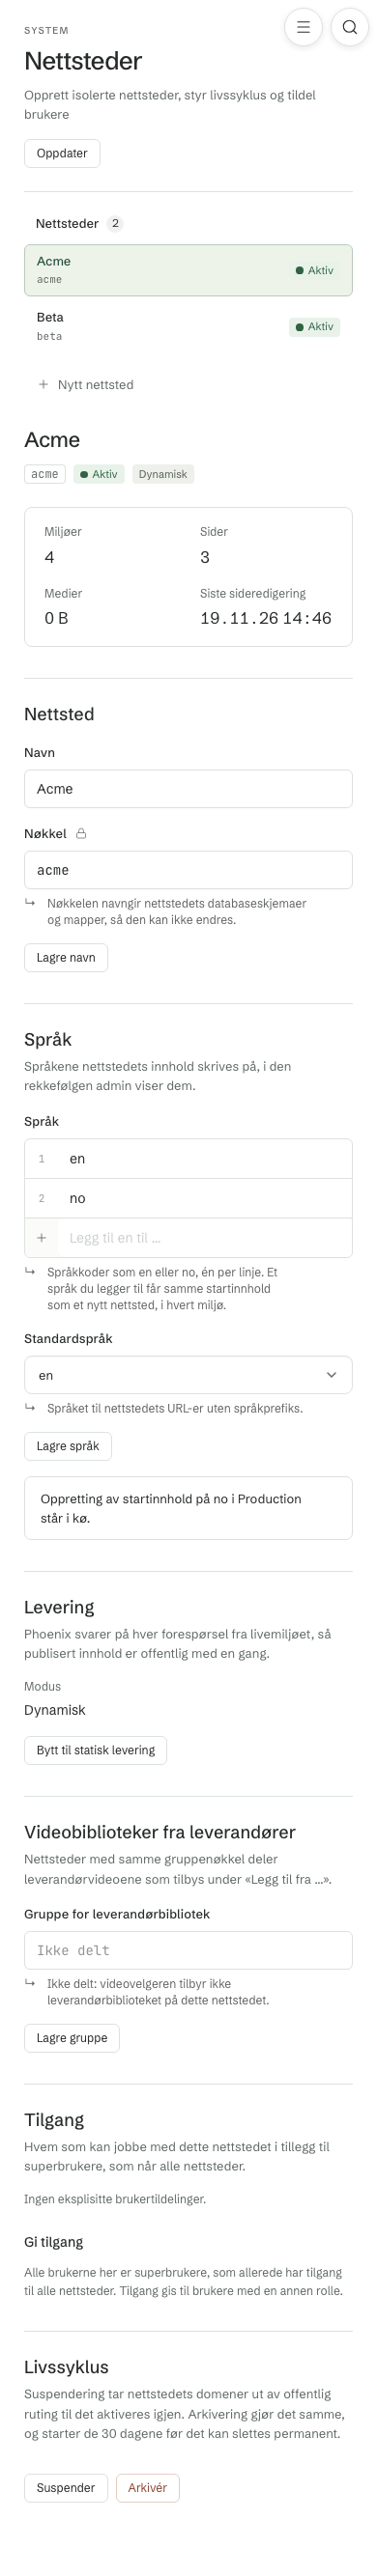 SYSTEM
Nettsteder
Opprett isolerte nettsteder, styr livssyklus og tildel
brukere
Oppdater
Nettsteder 2
Acme
acme
Aktiv
Beta
beta
Aktiv
Nytt nettsted
Acme
acme Aktiv Dynamisk
Miljøer Sider
4 3
Medier Siste sideredigering
0 B 19.11.26 14:46
Nettsted
Navn
Acme
Nøkkel
acme
Nøkkelen navngir nettstedets databaseskjemaer
og mapper, så den kan ikke endres.
Lagre navn
Språk
Språkene nettstedets innhold skrives på, i den
rekkefølgen admin viser dem.
Språk
1 en
2 no
+ Legg til en til …
Språkkoder som en eller no, én per linje. Et
språk du legger til får samme startinnhold
som et nytt nettsted, i hvert miljø.
Standardspråk
en
Språket til nettstedets URL-er uten språkprefiks.
Lagre språk
Oppretting av startinnhold på no i Production
står i kø.
Levering
Phoenix svarer på hver forespørsel fra livemiljøet, så
publisert innhold er offentlig med en gang.
Modus
Dynamisk
Bytt til statisk levering
Videobiblioteker fra leverandører
Nettsteder med samme gruppenøkkel deler
leverandørvideoene som tilbys under «Legg til fra …».
Gruppe for leverandørbibliotek
Ikke delt
Ikke delt: videovelgeren tilbyr ikke
leverandørbiblioteket på dette nettstedet.
Lagre gruppe
Tilgang
Hvem som kan jobbe med dette nettstedet i tillegg til
superbrukere, som når alle nettsteder.
Ingen eksplisitte brukertildelinger.
Gi tilgang
Alle brukerne her er superbrukere, som allerede har tilgang
til alle nettsteder. Tilgang gis til brukere med en annen rolle.
Livssyklus
Suspendering tar nettstedets domener ut av offentlig
ruting til det aktiveres igjen. Arkivering gjør det samme,
og starter de 30 dagene før det kan slettes permanent.
Suspender Arkivér